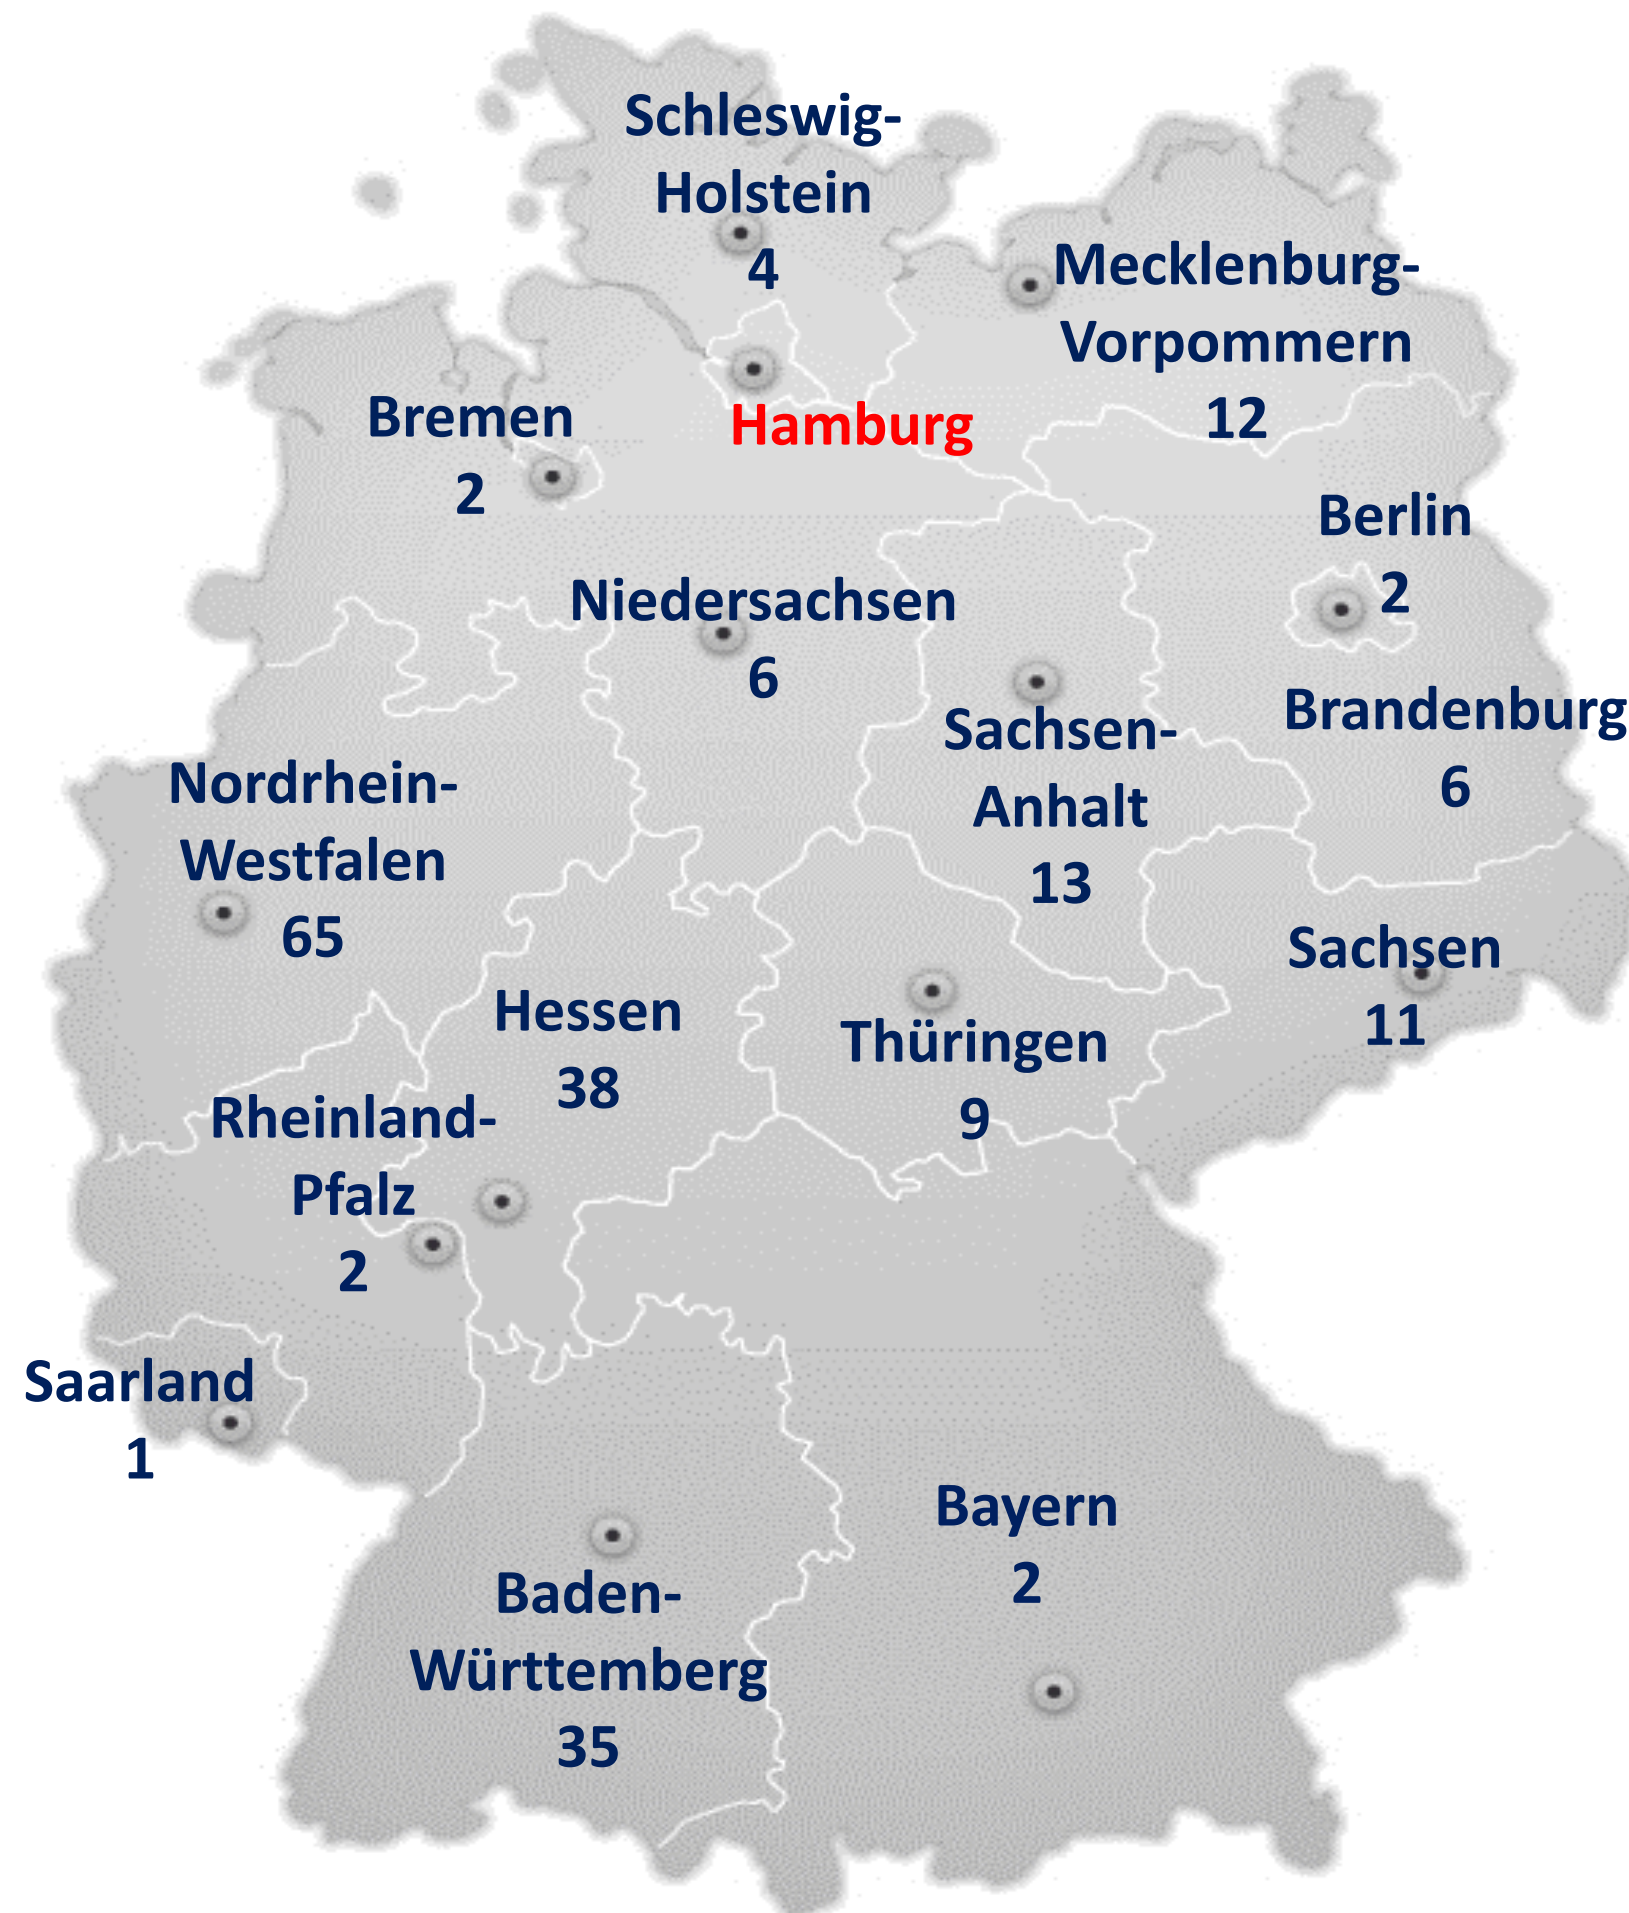 Schleswig-
Holstein
4
Mecklenburg-
Vorpommern
12
Hamburg
Bremen
2
Berlin
2
Niedersachsen
6
Brandenburg
6
Sachsen-
Anhalt
13
Nordrhein-
Westfalen
65
Sachsen
11
Hessen
38
Thüringen
9
Rheinland-
Pfalz
2
Saarland
1
Bayern
2
Baden-
Württemberg
35